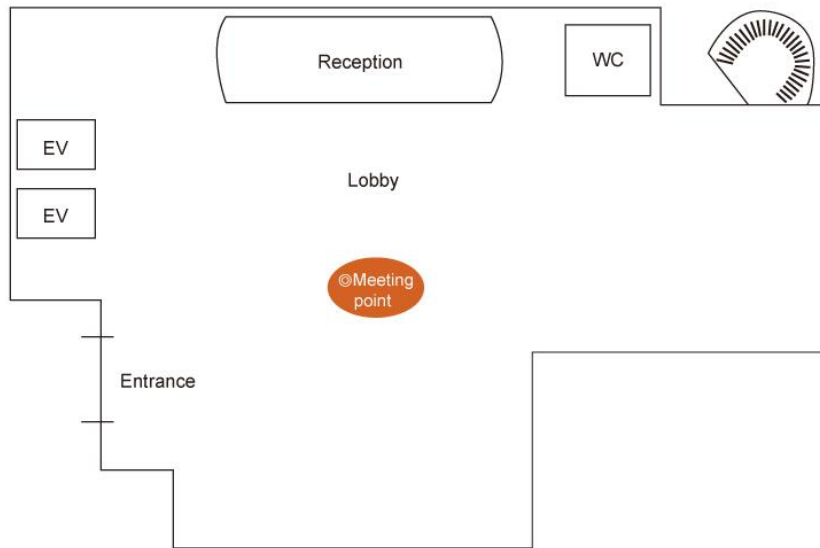 Reception
WC
EV
Lobby
EV
◎Meeting
point
Entrance